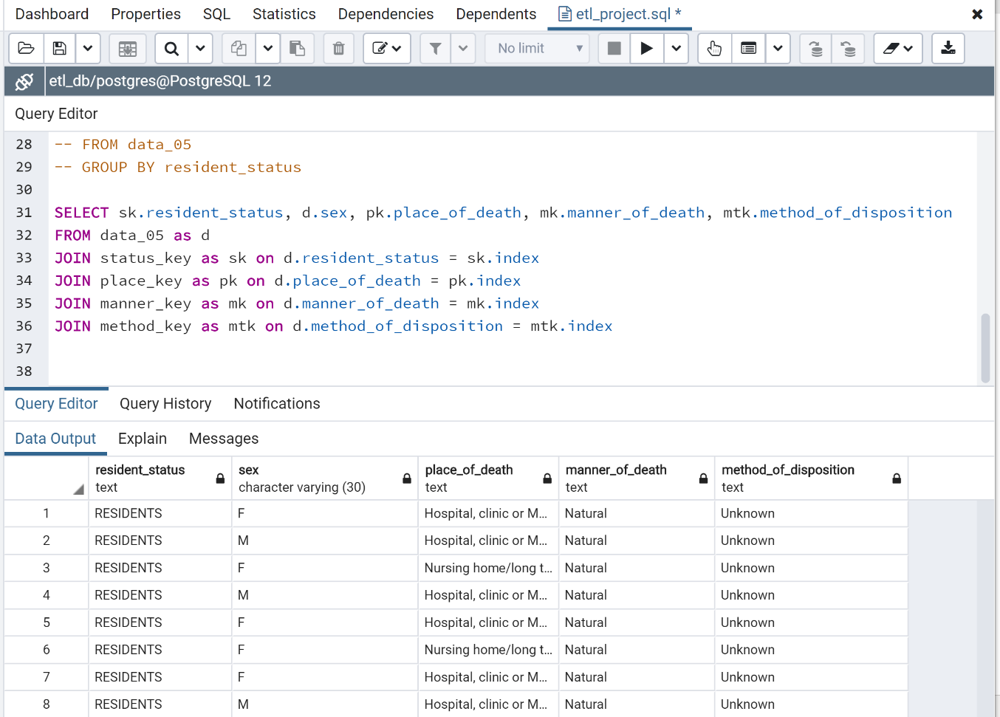 Dashboard Properties SQL Statistics Dependencies Dependents etl_project.sql *
No limit
etl_db/postgres@PostgreSQL 12
Query Editor
28 -- FROM data_05
29 -- GROUP BY resident_status
30
31 SELECT sk.resident_status, d.sex, pk.place_of_death, mk.manner_of_death, mtk.method_of_disposition
32 FROM data_05 as d
33 JOIN status_key as sk on d.resident_status = sk.index
34 JOIN place_key as pk on d.place_of_death = pk.index
35 JOIN manner_key as mk on d.manner_of_death = mk.index
36 JOIN method_key as mtk on d.method_of_disposition = mtk.index
37
38
Query Editor Query History Notifications
Data Output Explain Messages
resident_status sex place_of_death manner_of_death method_of_disposition
text character varying (30) text text text
1 RESIDENTS F Hospital, clinic or M... Natural Unknown
2 RESIDENTS M Hospital, clinic or M... Natural Unknown
3 RESIDENTS F Nursing home/long t... Natural Unknown
4 RESIDENTS M Hospital, clinic or M... Natural Unknown
5 RESIDENTS F Hospital, clinic or M... Natural Unknown
6 RESIDENTS F Nursing home/long t... Natural Unknown
7 RESIDENTS F Hospital, clinic or M... Natural Unknown
8 RESIDENTS M Hospital, clinic or M... Natural Unknown